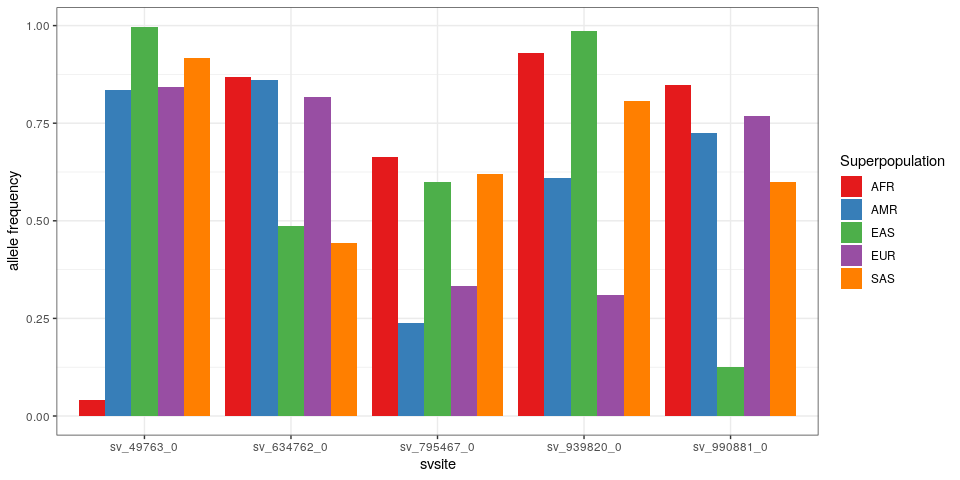 1.00
0.75
0.50
0.25
0.00
allele frequency
sv_49763_0 sv_634762_0 sv_795467_0 sv_939820_0 sv_990881_0
svsite
Superpopulation
AFR
AMR
EAS
EUR
SAS